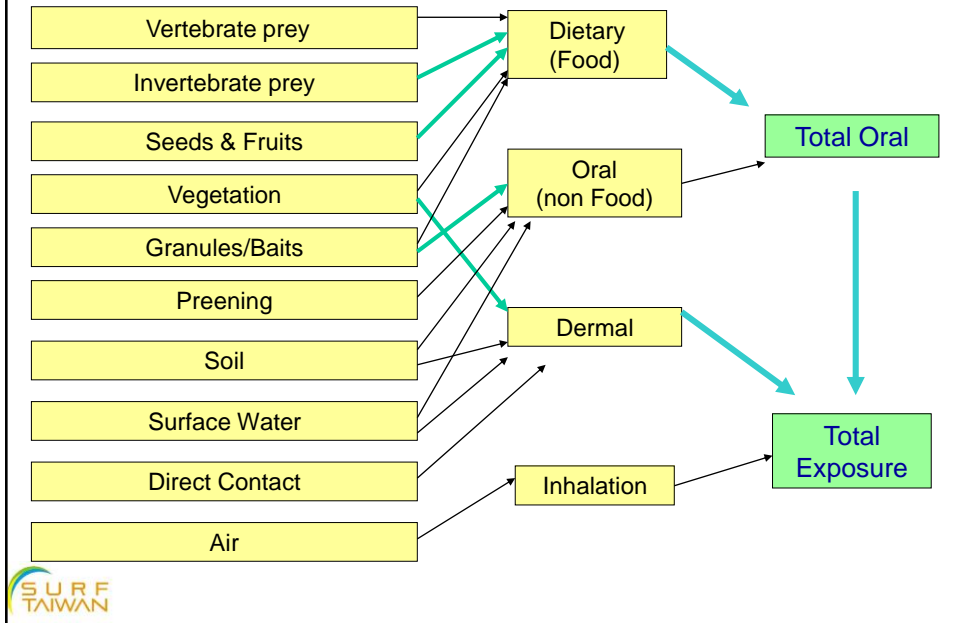 Vertebrate prey
Invertebrate prey
Seeds & Fruits
Vegetation
Granules/Baits
Preening
Soil
Surface Water
Direct Contact
Air
Dietary
(Food)
Oral
(non Food)
Dermal
Inhalation
Total Oral
Total
Exposure
SURF
TAIWAN